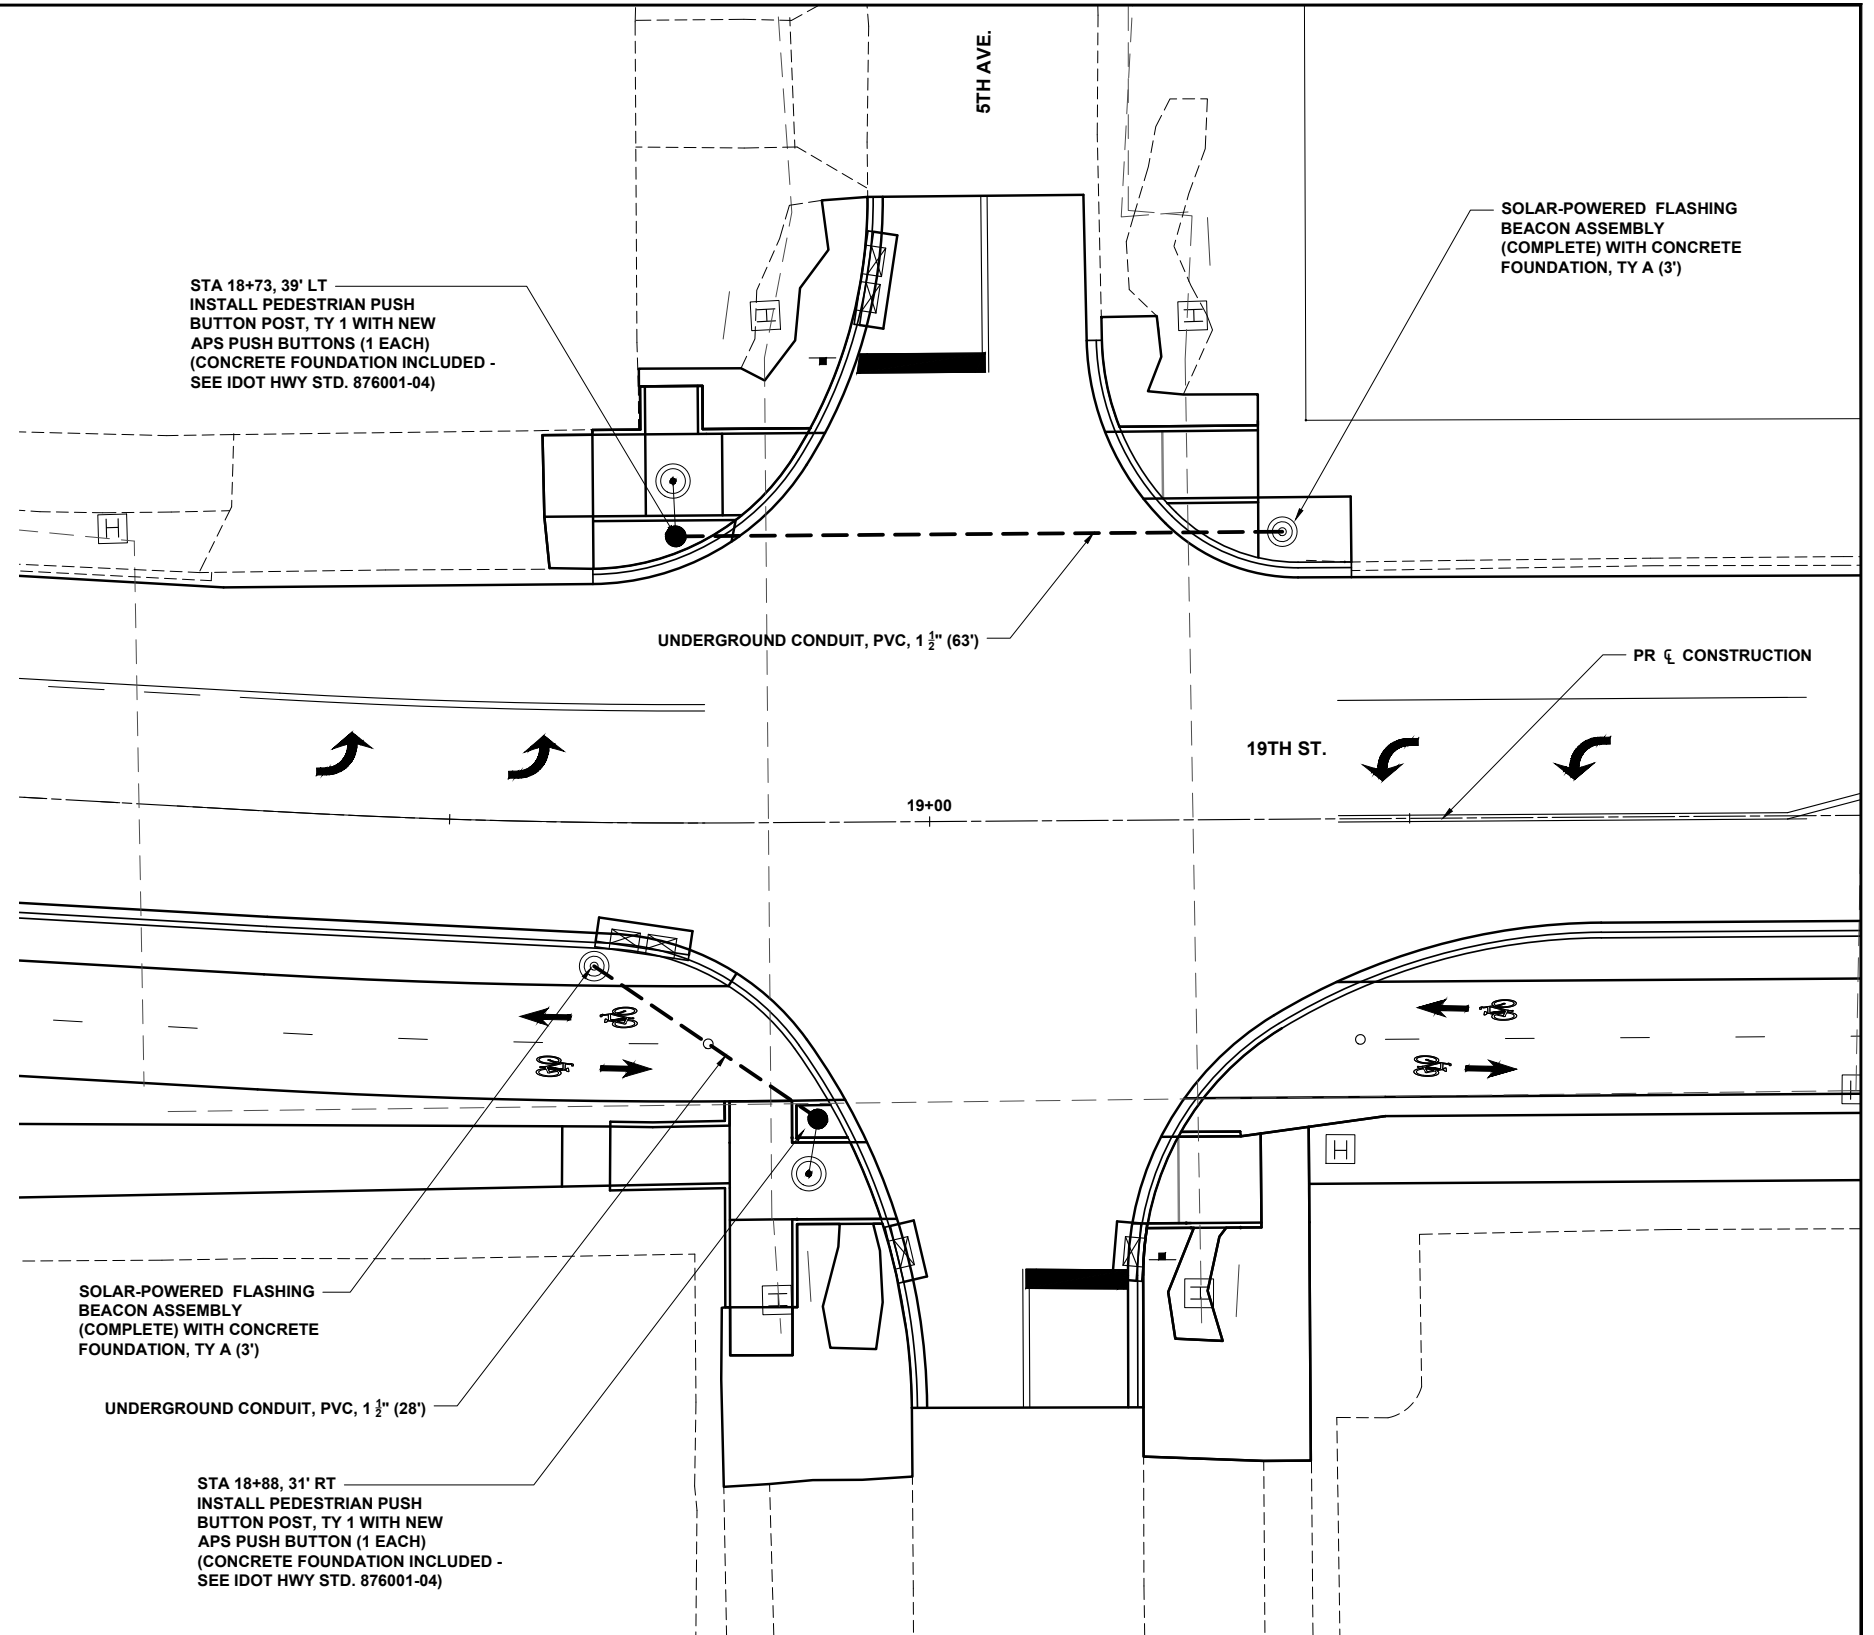 5TH AVE.
SOLAR-POWERED FLASHING
BEACON ASSEMBLY
(COMPLETE) WITH CONCRETE
FOUNDATION, TY A (3')
STA 18+73, 39' LT
INSTALL PEDESTRIAN PUSH
BUTTON POST, TY 1 WITH NEW
APS PUSH BUTTONS (1 EACH)
(CONCRETE FOUNDATION INCLUDED -
SEE IDOT HWY STD. 876001-04)
H
H
H
UNDERGROUND CONDUIT, PVC, 1 1/2" (63')
PR ℄ CONSTRUCTION
19TH ST.
19+00
H
H
H
H
SOLAR-POWERED FLASHING
BEACON ASSEMBLY
(COMPLETE) WITH CONCRETE
FOUNDATION, TY A (3')
UNDERGROUND CONDUIT, PVC, 1 1/2" (28')
STA 18+88, 31' RT
INSTALL PEDESTRIAN PUSH
BUTTON POST, TY 1 WITH NEW
APS PUSH BUTTON (1 EACH)
(CONCRETE FOUNDATION INCLUDED -
SEE IDOT HWY STD. 876001-04)